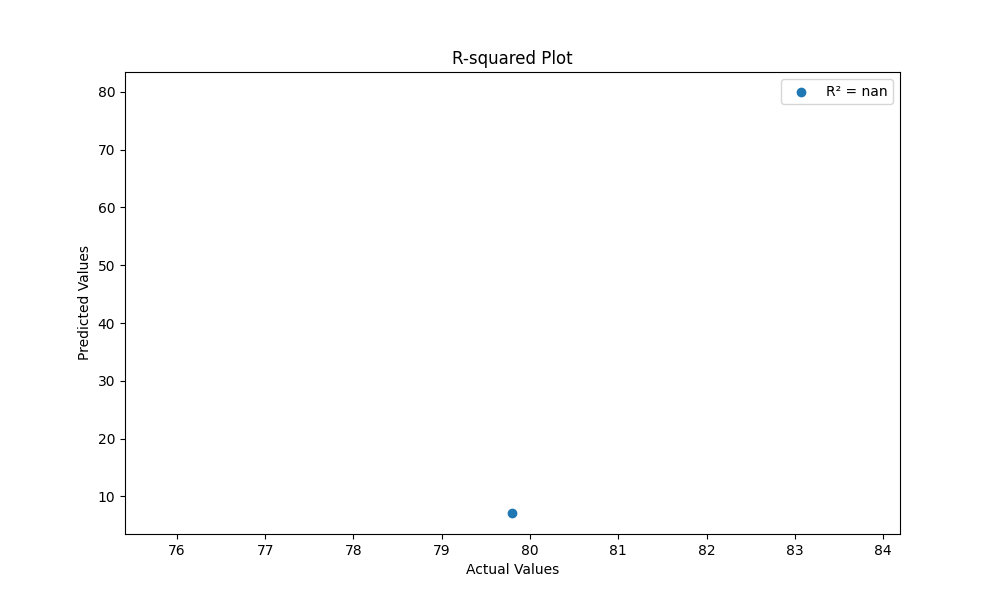 R-squared Plot
R² = nan
80
70
60
50
40
30
20
10
Predicted Values
76 77 78 79 80 81 82 83 84
Actual Values